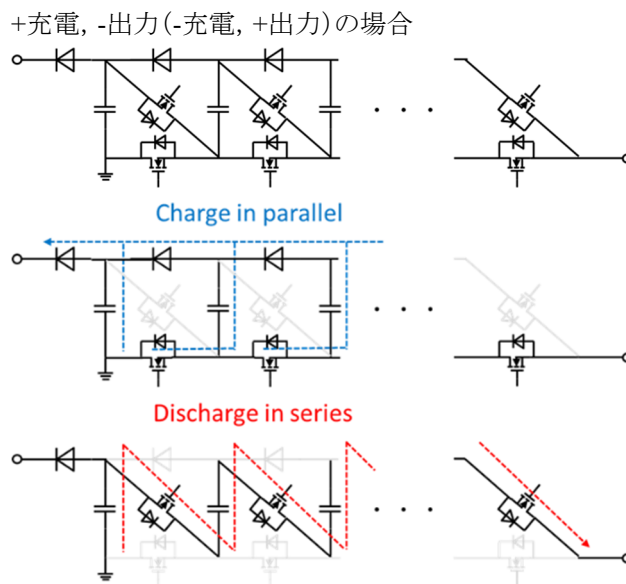 +充電, -出力(-充電, +出力)の場合
Charge in parallel
Discharge in series